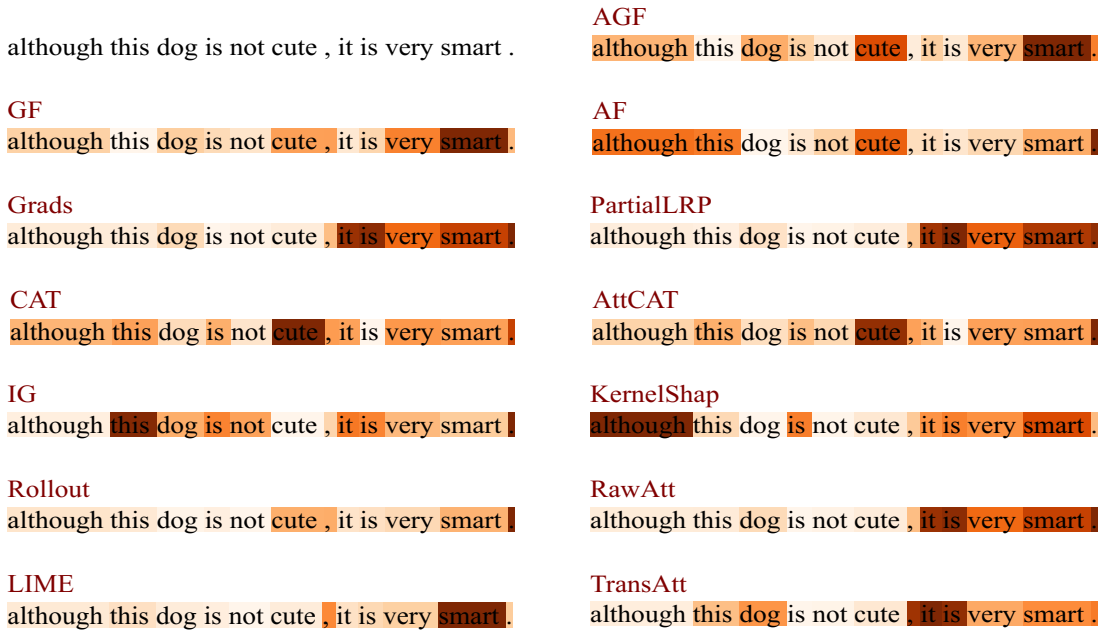 although this dog is not cute , it is very smart .
AGF
although this dog is not cute , it is very smart .
GF
although this dog is not cute , it is very smart .
AF
although this dog is not cute , it is very smart .
Grads
although this dog is not cute , it is very smart .
PartialLRP
although this dog is not cute , it is very smart .
CAT
although this dog is not cute , it is very smart .
AttCAT
although this dog is not cute , it is very smart .
IG
although this dog is not cute , it is very smart .
KernelShap
although this dog is not cute , it is very smart .
Rollout
although this dog is not cute , it is very smart .
RawAtt
although this dog is not cute , it is very smart .
LIME
although this dog is not cute , it is very smart .
TransAtt
although this dog is not cute , it is very smart .